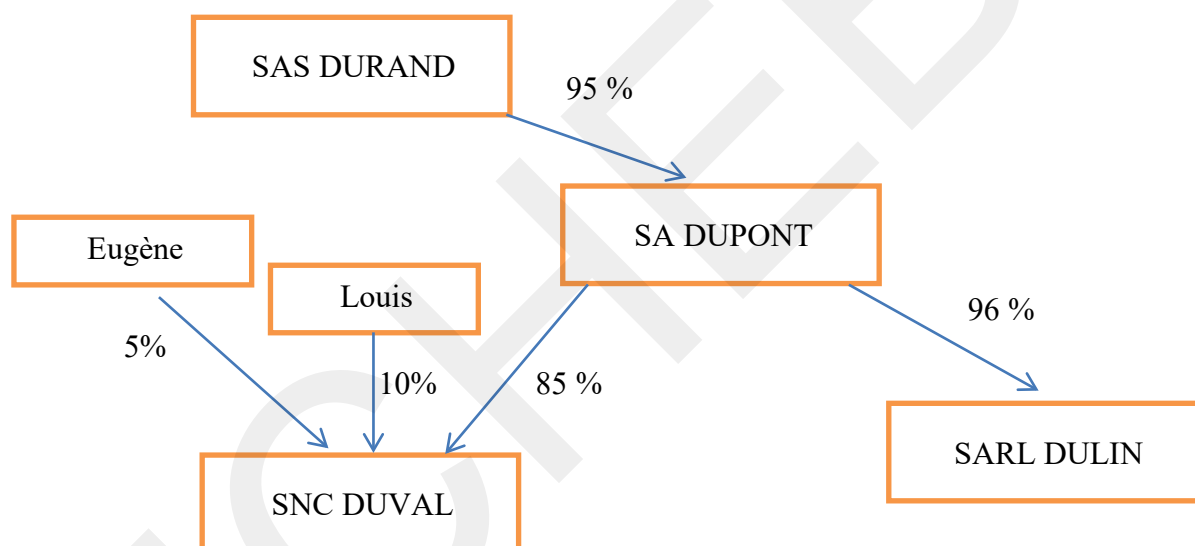 SAS DURAND
95 %
SA DUPONT
Eugène
Louis
96 %
5%
10%
85 %
SARL DULIN
SNC DUVAL